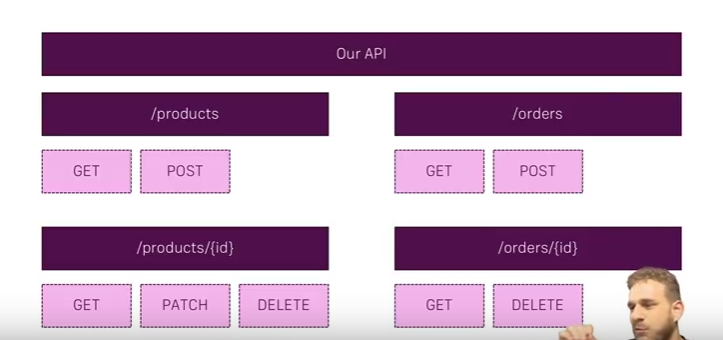 Our API
/products
GET POST
/products/{id}
GET PATCH DELETE
/orders
GET POST
/orders/{id}
GET DELETE